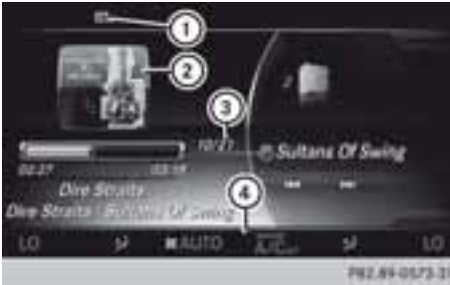 1
2
3
10/21
Sultans Of Swing
02:27 03:19
Dire Straits
4
Dire Straits Sultans Of Swing
LO AUTO A/C LO
P82.89-0573-31